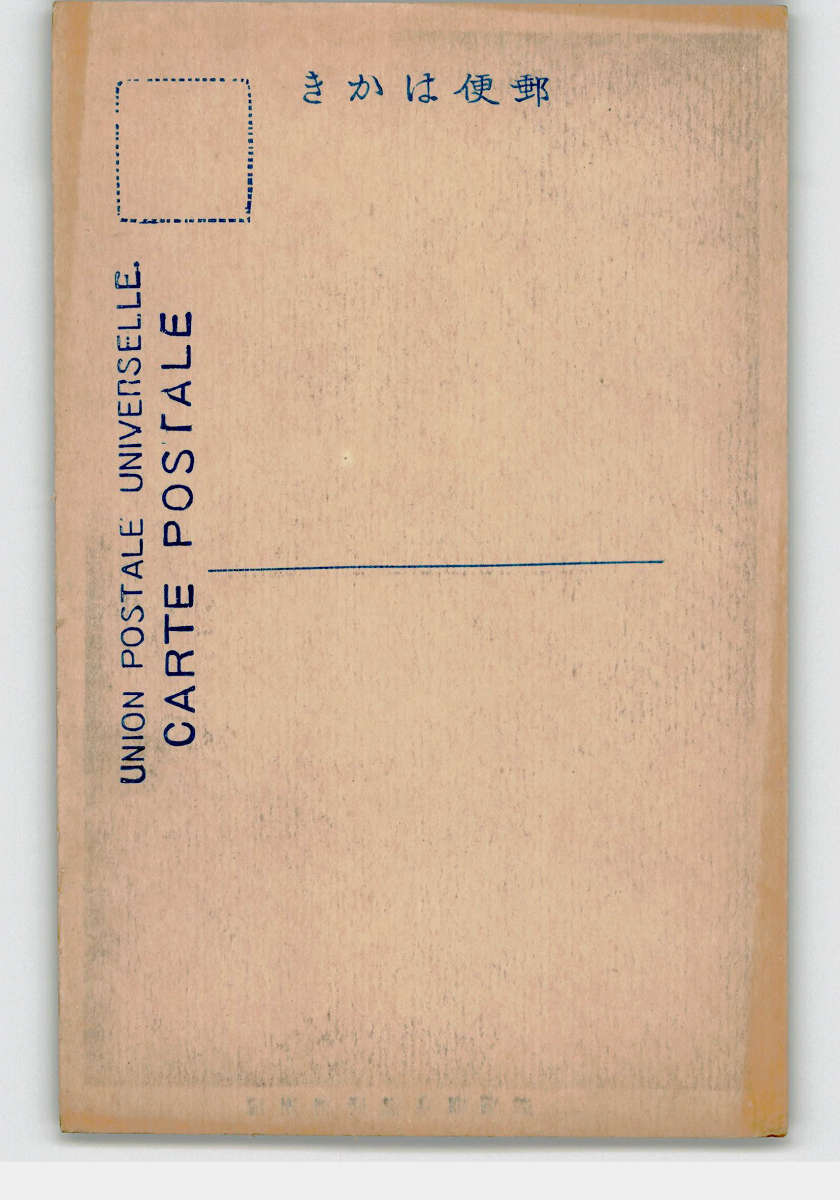 郵便はかき
UNION POSTALE UNIVERSELLE.
CARTE POSTALE